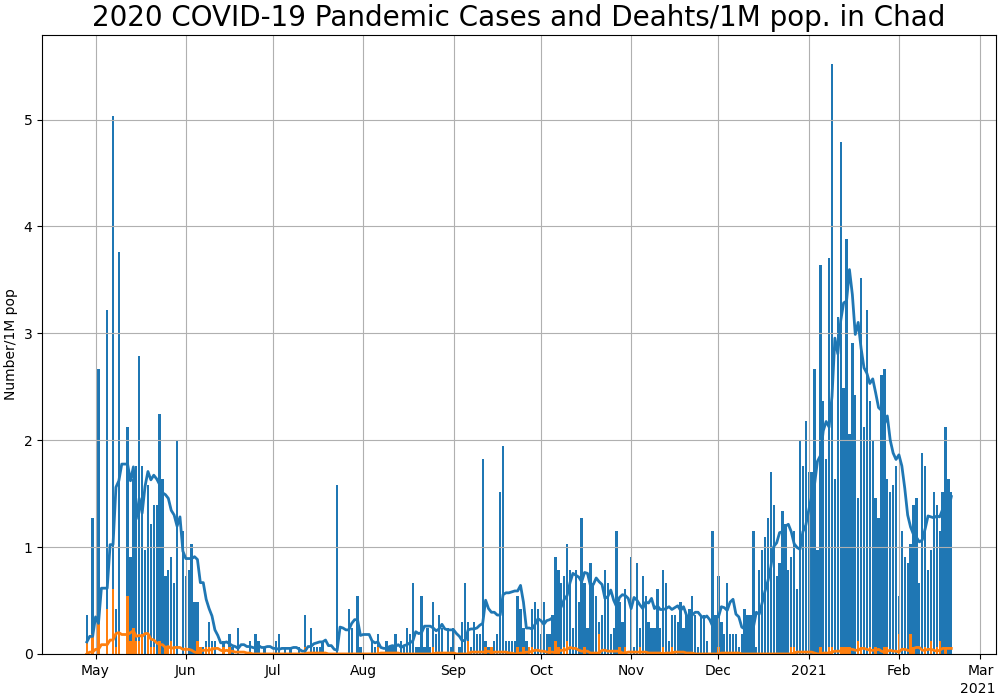 2020 COVID-19 Pandemic Cases and Deahts/1M pop. in Chad
Number/1M pop
5
4
3
2
1
0
May Jun Jul Aug Sep Oct Nov Dec 2021 Feb Mar
2021